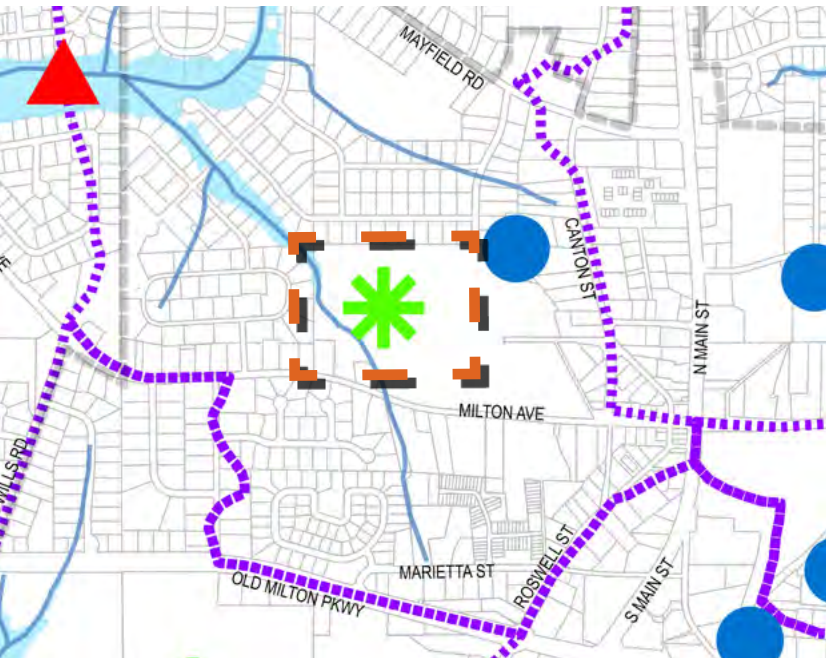 MAYFIELD RD
CANTON ST
N MAIN ST
MILTON AVE
WILLS RD
MARIETTA ST
ROSWELL ST
S MAIN ST
OLD MILTON PKWY